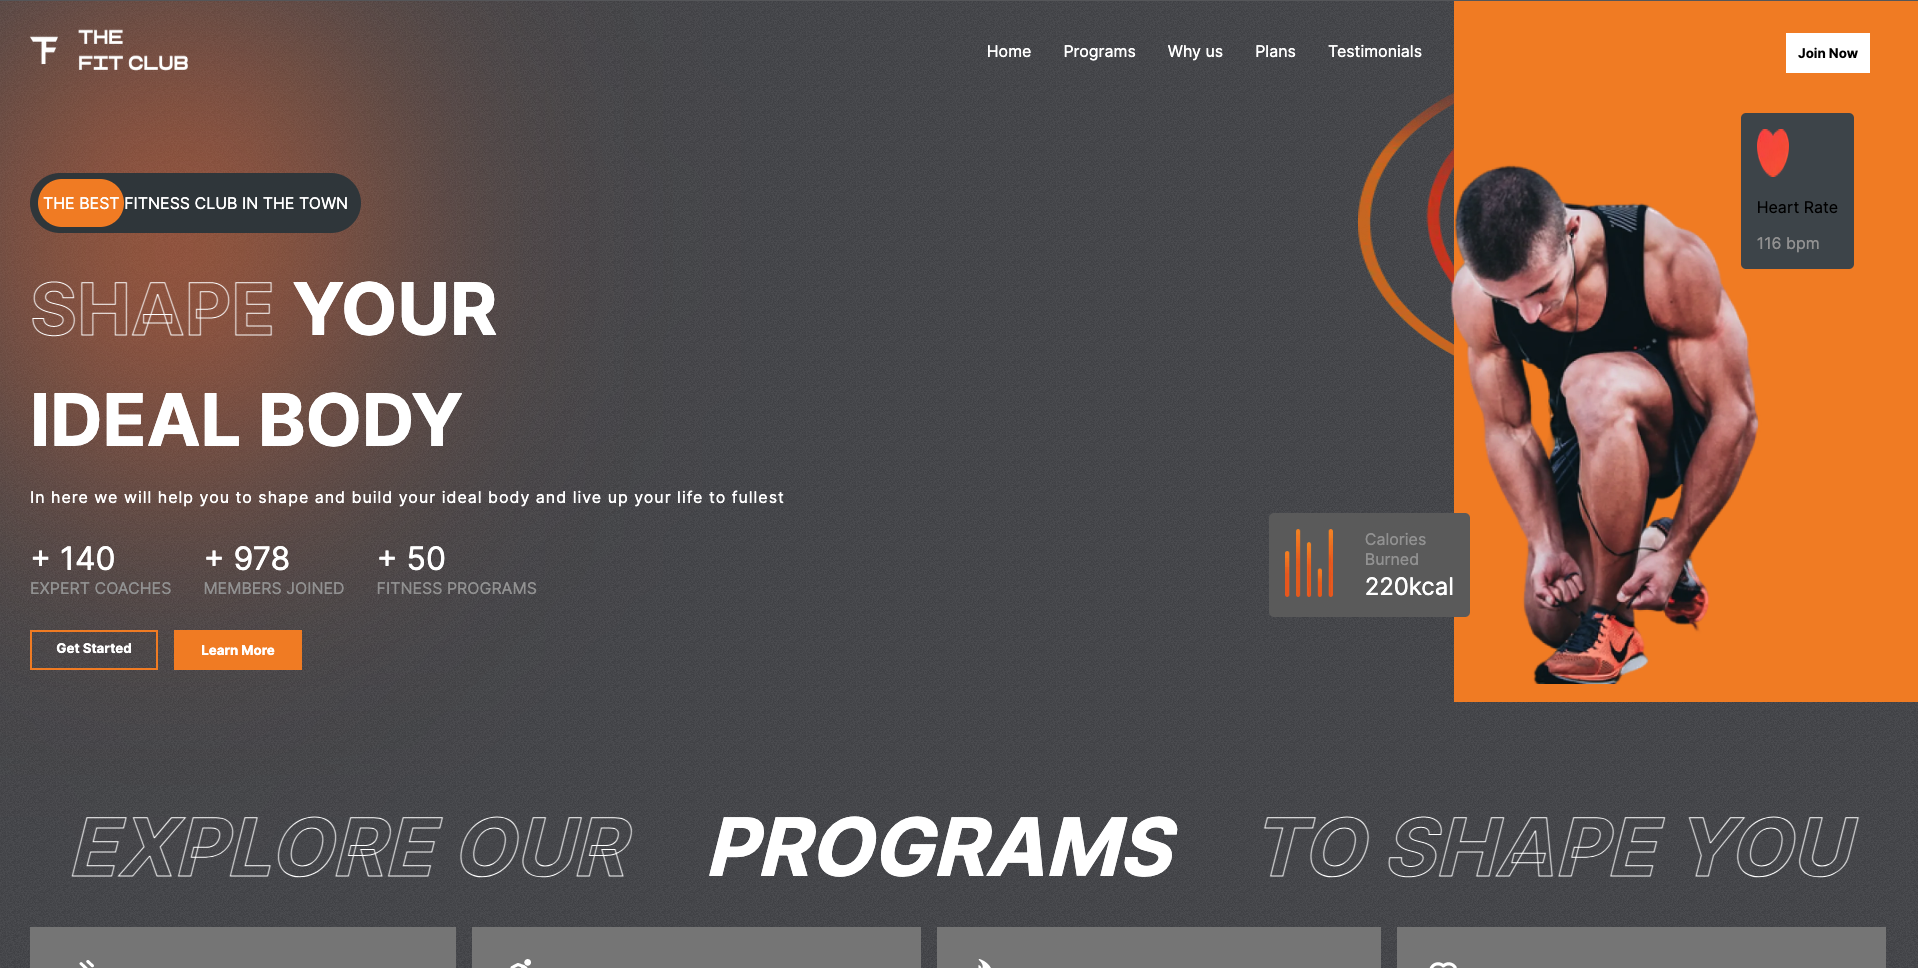 THE
FIT CLUB
Home Programs Why us Plans Testimonials
Join Now
THE BEST FITNESS CLUB IN THE TOWN
SHAPE YOUR
IDEAL BODY
In here we will help you to shape and build your ideal body and live up your life to fullest
+ 140
EXPERT COACHES
+ 978
MEMBERS JOINED
+ 50
FITNESS PROGRAMS
Get Started
Learn More
Heart Rate
116 bpm
Calories
Burned
220kcal
EXPLORE OUR PROGRAMS TO SHAPE YOU